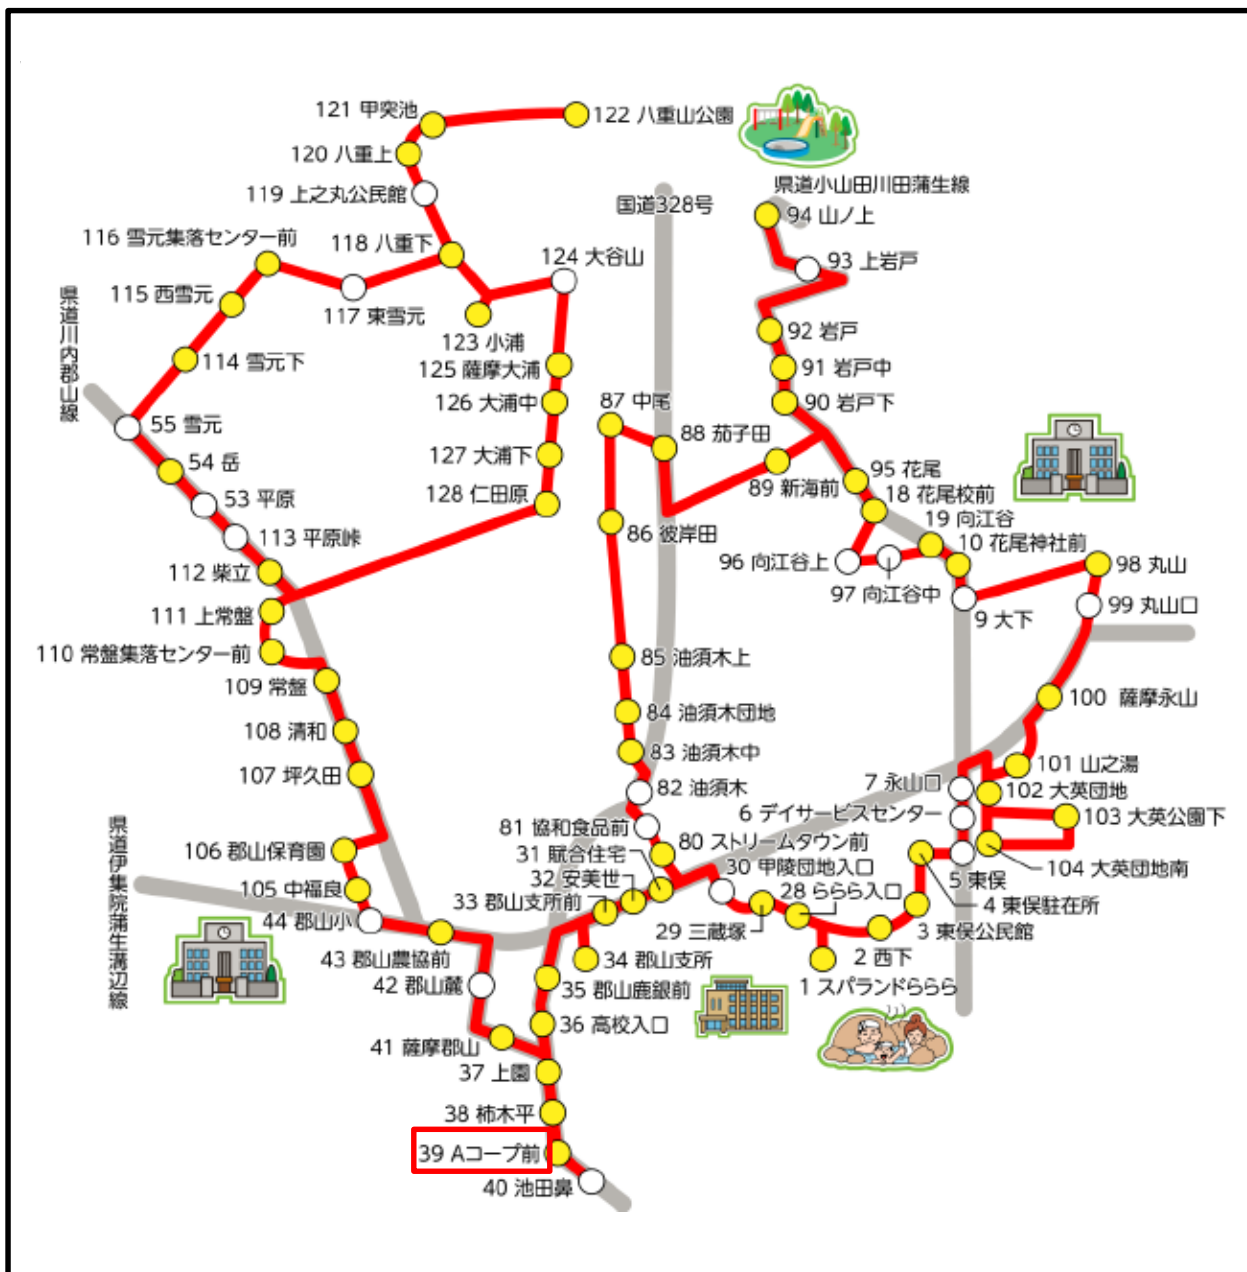 121 甲突池
122 八重山公園
120 八重上
119 上之丸公民館
県道小山田川田蒲生線
国道328号
94 山ノ上
116 雪元集落センター前
118 八重下
124 大谷山
93 上岩戸
115 西雪元
117 東雪元
123 小浦
92 岩戸
県道川内郡山線
114 雪元下
125 薩摩大浦
91 岩戸中
126 大浦中
87 中尾
90 岩戸下
55 雪元
88 茄子田
54 岳
127 大浦下
89 新海前
95 花尾
53 平原
128 仁田原
18 花尾校前
19 向江谷
113 平原峠
86 彼岸田
10 花尾神社前
96 向江谷上
98 丸山
112 柴立
97 向江谷中
99 丸山口
111 上常盤
9 大下
110 常盤集落センター前
85 油須木上
109 常盤
100 薩摩永山
84 油須木団地
108 清和
83 油須木中
101 山之湯
107 坪久田
82 油須木
7 永山口
102 大英団地
6 デイサービスセンター
103 大英公園下
県道伊集院蒲生溝辺線
81 協和食品前
80 ストリームタウン前
106 郡山保育園
31 賦合住宅
30 甲陵団地入口
104 大英団地南
5 東俣
32 安美世
28 ららら入口
105 中福良
33 郡山支所前
4 東俣駐在所
44 郡山小
29 三蔵塚
3 東俣公民館
43 郡山農協前
34 郡山支所
2 西下
42 郡山麓
35 郡山鹿銀前
1 スパランドららら
36 高校入口
41 薩摩郡山
37 上園
38 柿木平
39 Aコープ前
40 池田鼻